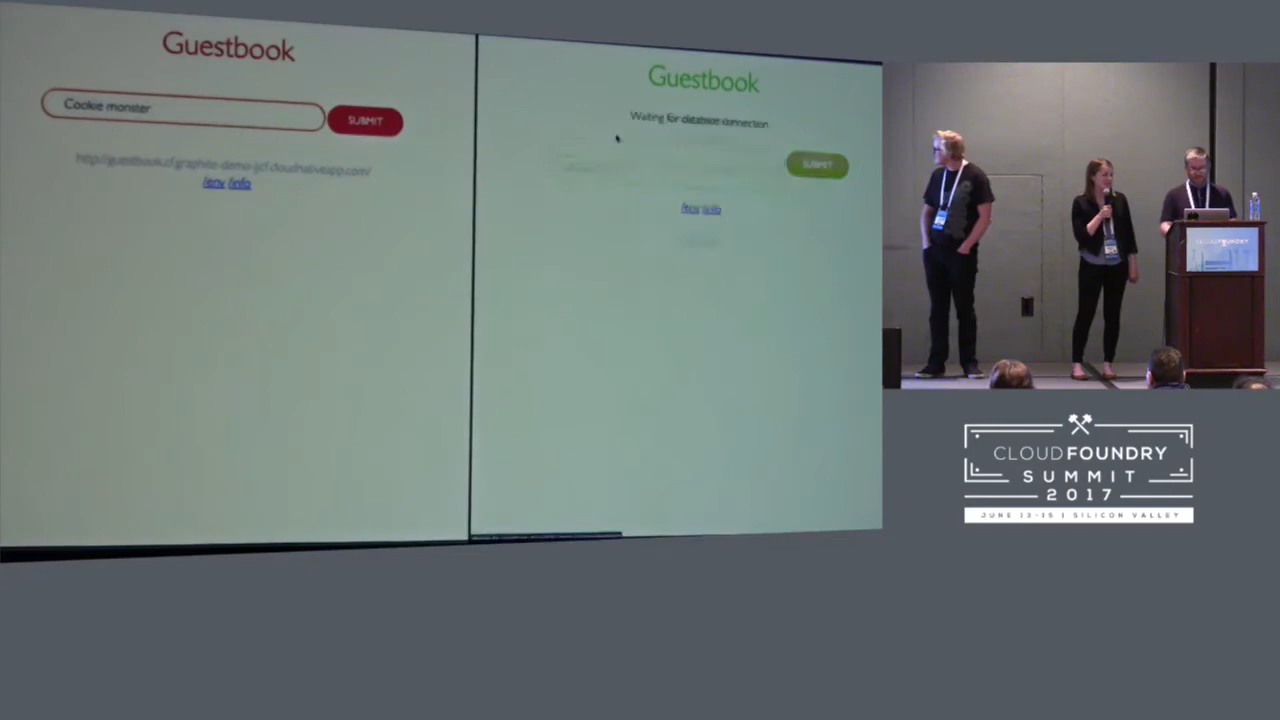 Guestbook
Cookie monster
SUBMIT
/env /info
Guestbook
Waiting for database connection
SUBMIT
/env /info
CLOUDFOUNDRY
CLOUDFOUNDRY
SUMMIT
2017
JUNE 13-15 | SILICON VALLEY